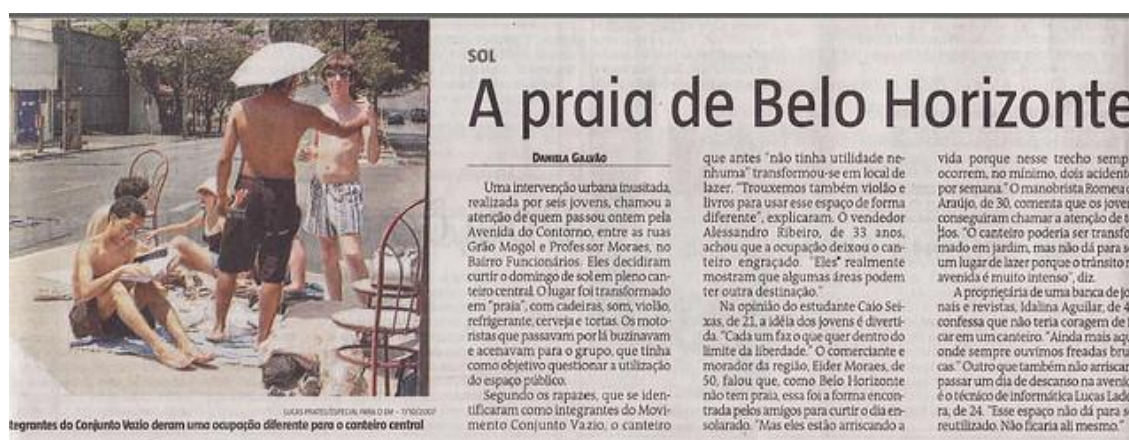 SOL
A praia de Belo Horizonte
DANIELA GALVÃO
Uma intervenção urbana inusitada,
realizada por seis jovens, chamou a
atenção de quem passou ontem pela
Avenida do Contorno, entre as ruas
Grão Mogol e Professor Moraes, no
Bairro Funcionários. Eles decidiram
curtir o domingo de sol em pleno can-
teiro central. O lugar foi transformado
em "praia", com cadeiras, som, violão,
refrigerante, cerveja e tortas. Os moto-
ristas que passavam por lá buzinavam
e acenavam para o grupo, que tinha
como objetivo questionar a utilização
do espaço público.
Segundo os rapazes, que se iden-
tificaram como integrantes do Movi-
mento Conjunto Vazio, o canteiro
que antes "não tinha utilidade ne-
nhuma" transformou-se em local de
lazer. "Trouxemos também violão e
livros para usar esse espaço de forma
diferente", explicaram. O vendedor
Alessandro Ribeiro, de 33 anos,
achou que a ocupação deixou o can-
teiro engraçado. "Eles realmente
mostram que algumas áreas podem
ter outra destinação."
Na opinião do estudante Caio Sei-
xas, de 21, a idéia dos jovens é diverti-
da. "Cada um faz o que quer dentro do
limite da liberdade." O comerciante e
morador da região, Eider Moraes, de
50, falou que, como Belo Horizonte
não tem praia, essa foi a forma encon-
trada pelos amigos para curtir o dia en-
solarado. "Mas eles estão arriscando a
vida porque nesse trecho semp
ocorrem, no mínimo, dois acidente
por semana." O manobrista Romeu
Araújo, de 30, comenta que os jove
conseguiram chamar a atenção de t
dos. "O canteiro poderia ser transfo
mado em jardim, mas não dá para s
um lugar de lazer porque o trânsito n
avenida é muito intenso", diz.
A proprietária de uma banca de jo
nais e revistas, Idalina Aguilar, de 4
confessa que não teria coragem de
car em um canteiro. "Ainda mais aqu
onde sempre ouvimos freadas bru
cas." Outro que também não arrisca
passar um dia de descanso na aveni
é o técnico de informática Lucas Lade
ra, de 24. "Esse espaço não dá para s
reutilizado. Não ficaria ali mesmo."
LUCAS PRATES/ESPECIAL PARA O EM - 7/10/2007
tegrantes do Conjunto Vazio deram uma ocupação diferente para o canteiro central